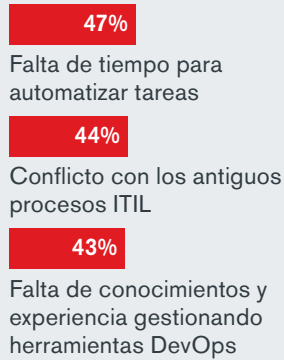 47%
Falta de tiempo para
automatizar tareas
44%
Conflicto con los antiguos
procesos ITIL
43%
Falta de conocimientos y
experiencia gestionando
herramientas DevOps